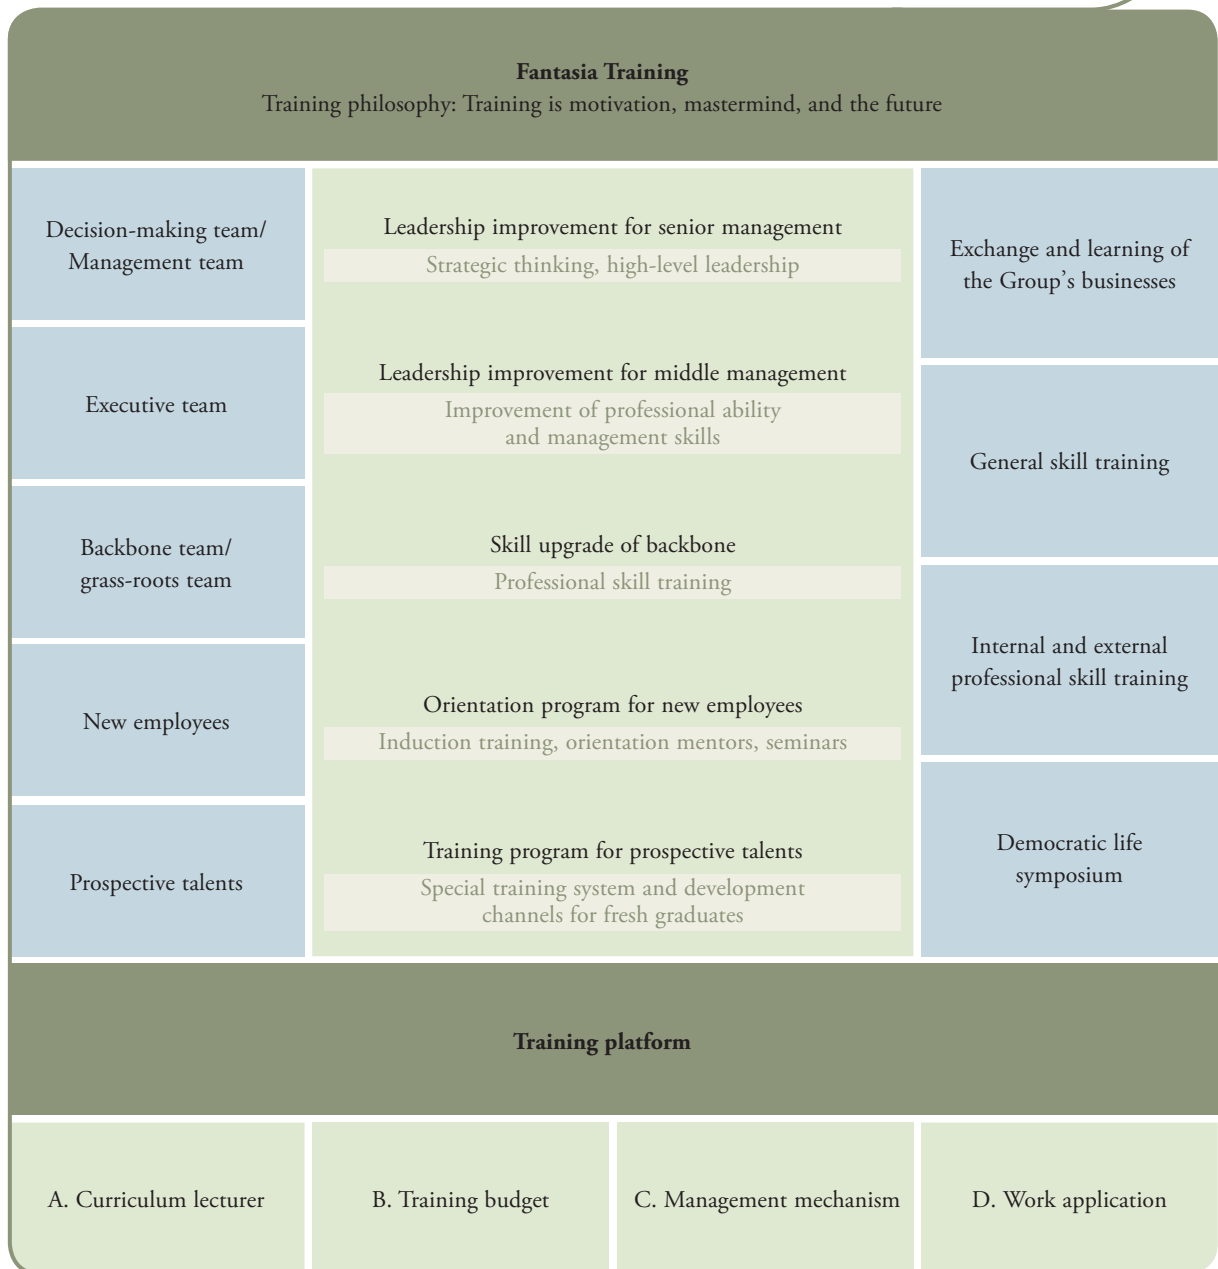 Fantasia Training
Training philosophy: Training is motivation, mastermind, and the future
Decision-making team/
Management team
Executive team
Backbone team/
grass-roots team
New employees
Prospective talents
Leadership improvement for senior management
Strategic thinking, high-level leadership
Leadership improvement for middle management
Improvement of professional ability
and management skills
Skill upgrade of backbone
Professional skill training
Orientation program for new employees
Induction training, orientation mentors, seminars
Training program for prospective talents
Special training system and development
channels for fresh graduates
Exchange and learning of
the Group’s businesses
General skill training
Internal and external
professional skill training
Democratic life
symposium
Training platform
A. Curriculum lecturer
B. Training budget
C. Management mechanism
D. Work application